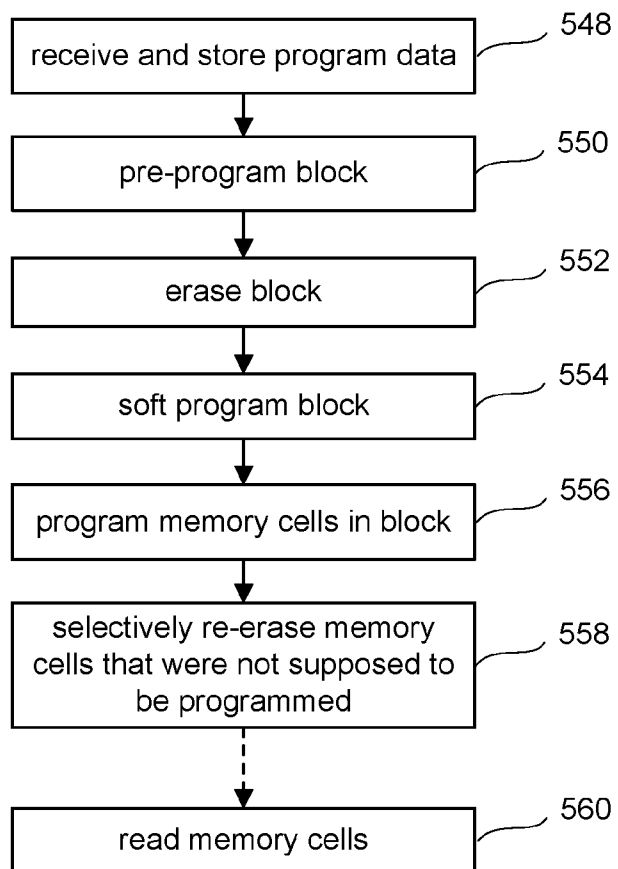 receive and store program data
548
pre-program block
550
erase block
552
soft program block
554
program memory cells in block
556
selectively re-erase memory
cells that were not supposed to
be programmed
558
read memory cells
560